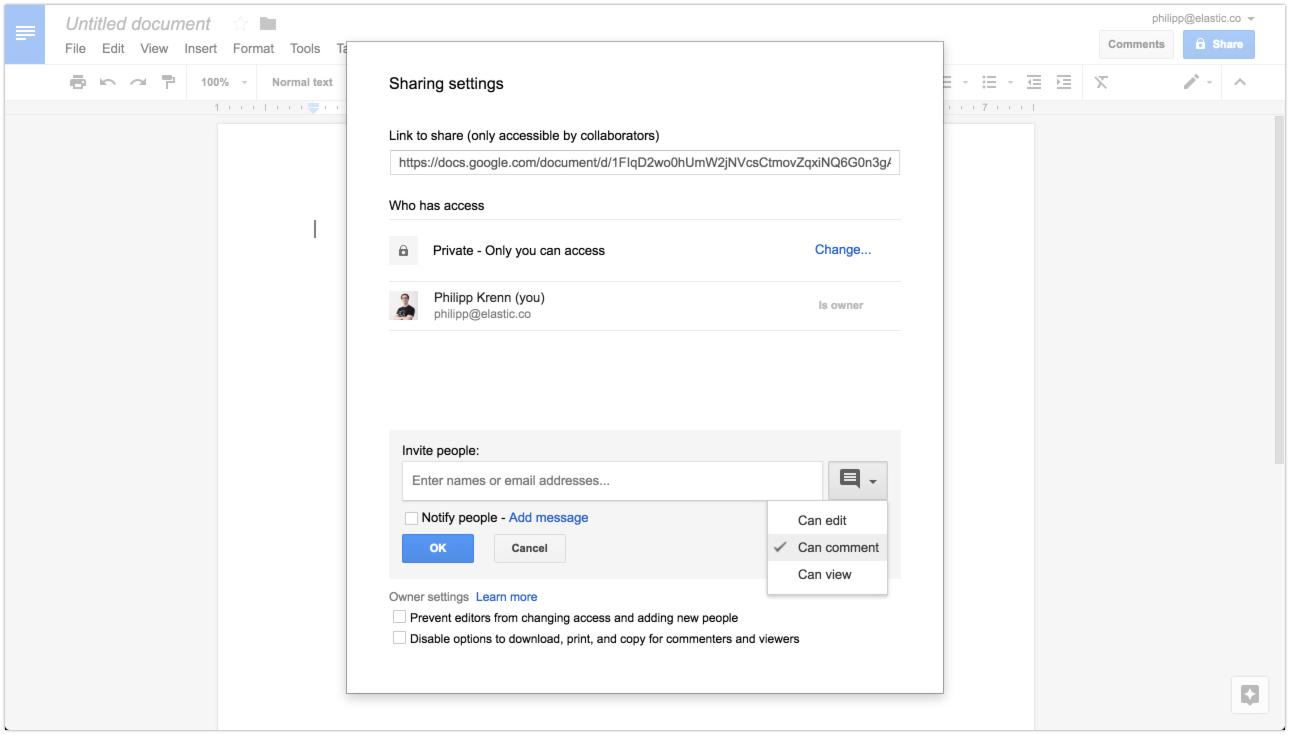 Untitled document
philipp@elastic.co
File Edit View Insert Format Tools
Comments Share
100% Normal text
1 7
Sharing settings
Link to share (only accessible by collaborators)
https://docs.google.com/document/d/1FIqD2wo0hUmW2jNVcsCtmovZqxiNQ6G0n3gA
Who has access
Private - Only you can access Change...
Philipp Krenn (you)
philipp@elastic.co
Is owner
Invite people:
Enter names or email addresses...
Notify people - Add message
Can edit
OK Cancel
Can comment
Can view
Owner settings Learn more
Prevent editors from changing access and adding new people
Disable options to download, print, and copy for commenters and viewers